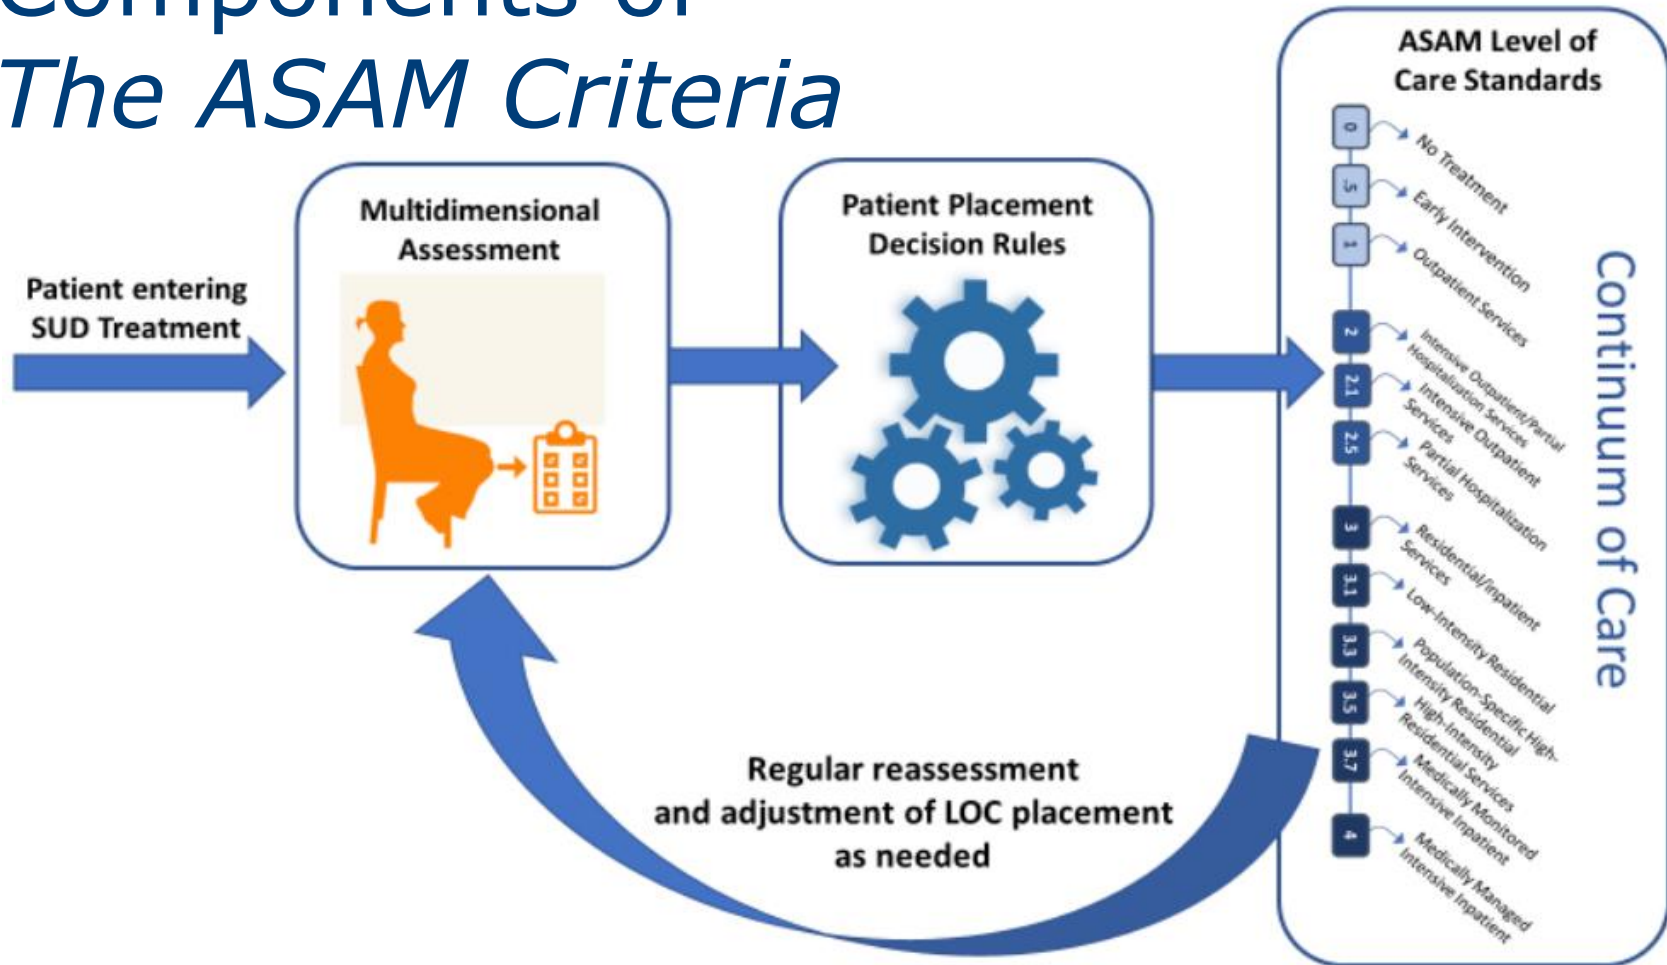 Components of
The ASAM Criteria
Patient entering
SUD Treatment
Multidimensional
Assessment
Patient Placement
Decision Rules
Regular reassessment
and adjustment of LOC placement
as needed
ASAM Level of
Care Standards
0
No Treatment
.5
Early Intervention
1
Outpatient Services
2
Intensive Outpatient/Partial
Hospitalization Services
2.1
Intensive Outpatient
Services
2.5
Partial Hospitalization
Services
3
Residential/inpatient
Services
3.1
Low-Intensity Residential
3.3
Population-Specific High-
Intensity Residential
3.5
High-Intensity
Residential Services
3.7
Medically Monitored
Intensive Inpatient
4
Medically Managed
Intensive Inpatient
Continuum of Care